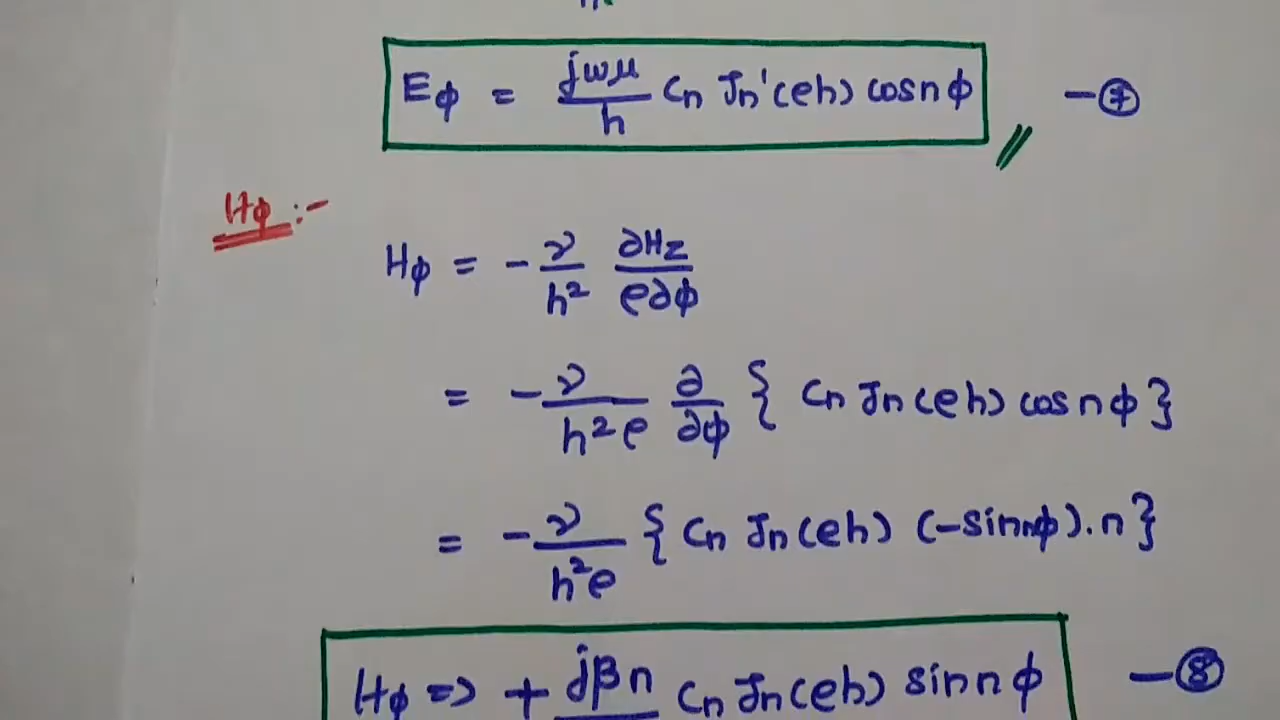 Eφ = jωμ/h Cn Jn'(ρh) cos nφ —⑦
Hφ :-
Hφ = - γ/h² ∂Hz/ρ∂φ
= - γ/h²ρ ∂/∂φ { Cn Jn(ρh) cos nφ }
= - γ/h²ρ { Cn Jn(ρh) (-sin nφ).n }
Hφ => + jβn Cn Jn(ρh) sin nφ —⑧